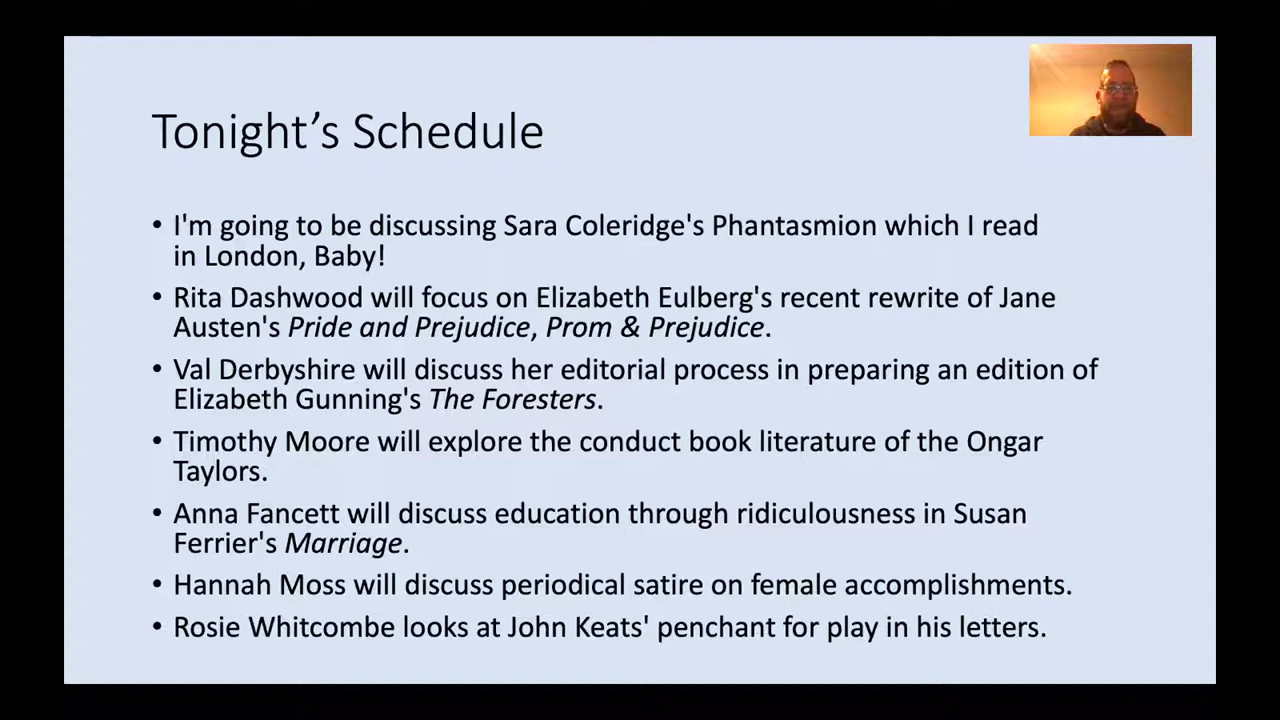 Tonight’s Schedule
• I'm going to be discussing Sara Coleridge's Phantasmion which I read
in London, Baby!
• Rita Dashwood will focus on Elizabeth Eulberg's recent rewrite of Jane
Austen's Pride and Prejudice, Prom & Prejudice.
• Val Derbyshire will discuss her editorial process in preparing an edition of
Elizabeth Gunning's The Foresters.
• Timothy Moore will explore the conduct book literature of the Ongar
Taylors.
• Anna Fancett will discuss education through ridiculousness in Susan
Ferrier's Marriage.
• Hannah Moss will discuss periodical satire on female accomplishments.
• Rosie Whitcombe looks at John Keats' penchant for play in his letters.